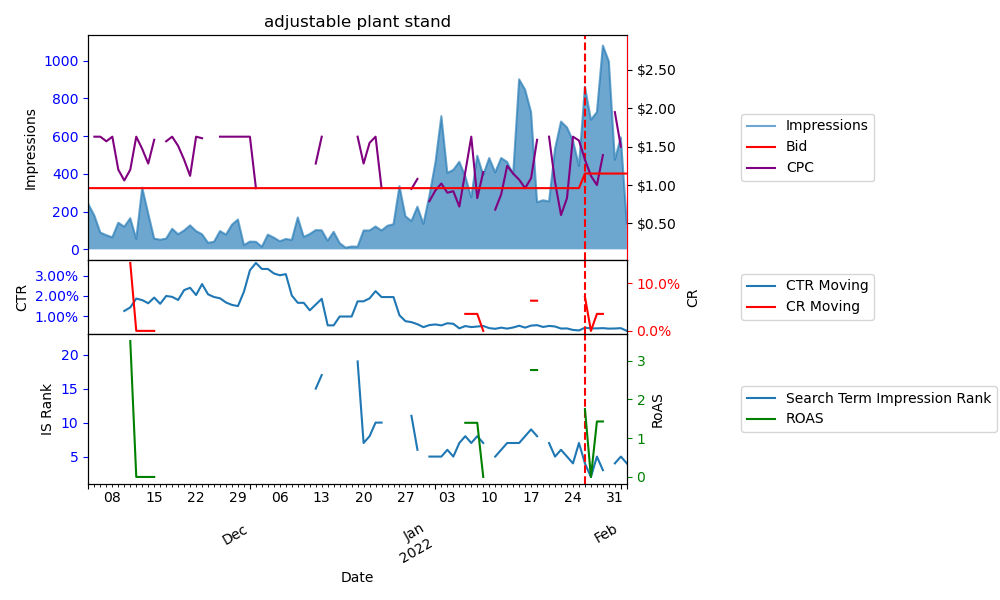 adjustable plant stand
Impressions
1000
800
600
400
200
0
$2.50
$2.00
$1.50
$1.00
$0.50
Impressions
Bid
CPC
CTR
3.00%
2.00%
1.00%
10.0%
0.0%
CR
CTR Moving
CR Moving
IS Rank
20
15
10
5
3
2
1
0
RoAS
Search Term Impression Rank
ROAS
08 15 22 29 06 13 20 27 03 10 17 24 31
Dec Jan Feb
2022
Date